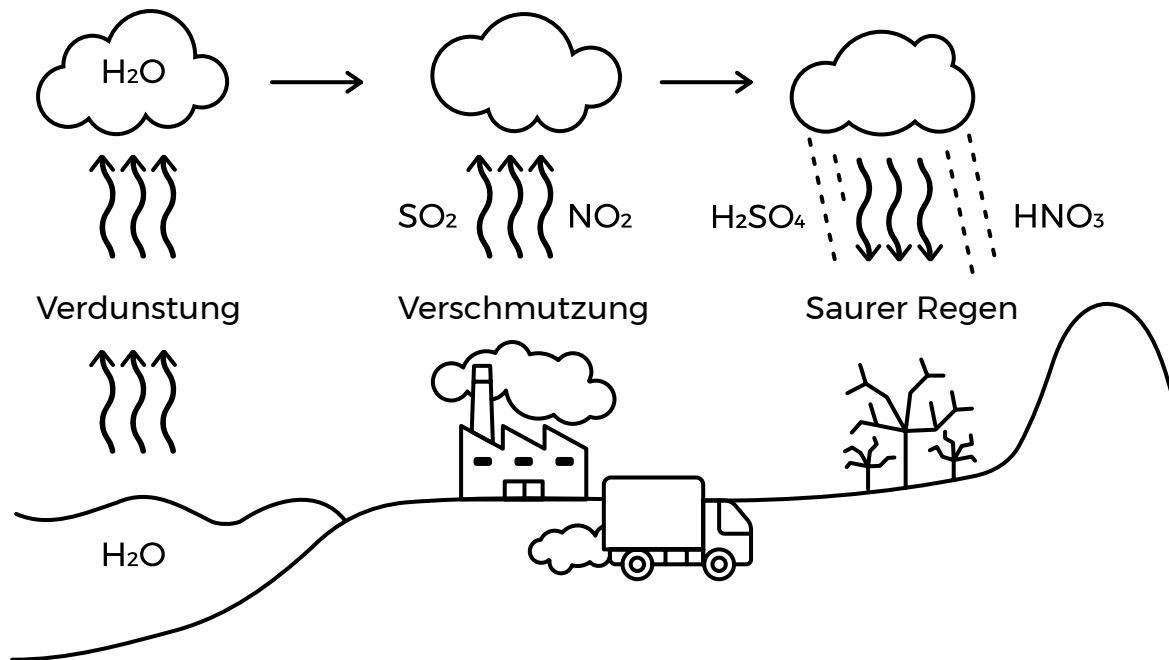 H₂O
SO₂
NO₂
H₂SO₄
HNO₃
Verdunstung
Verschmutzung
Saurer Regen
H₂O